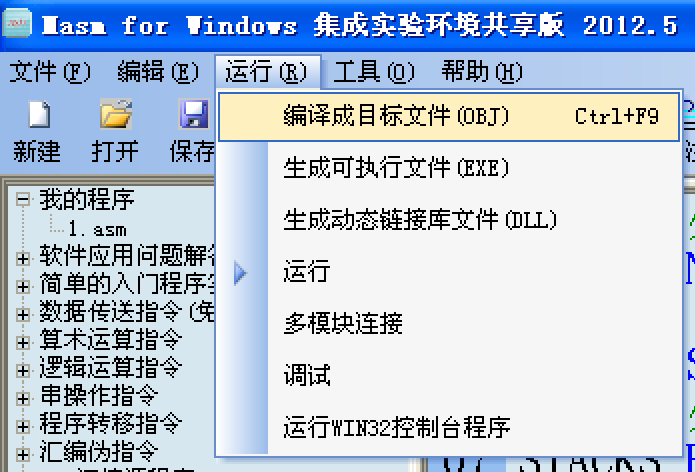 Masm for Windows 集成实验环境共享版 2012.5
文件(F) 编辑(E) 运行(R) 工具(O) 帮助(H)
新建 打开 保存
编译成目标文件(OBJ) Ctrl+F9
生成可执行文件(EXE)
生成动态链接库文件(DLL)
运行
多模块连接
调试
运行WIN32控制台程序
我的程序
1.asm
软件应用问题解
简单的入门程序
数据传送指令(免
算术运算指令
逻辑运算指令
串操作指令
程序转移指令
汇编伪指令
07 STACKS